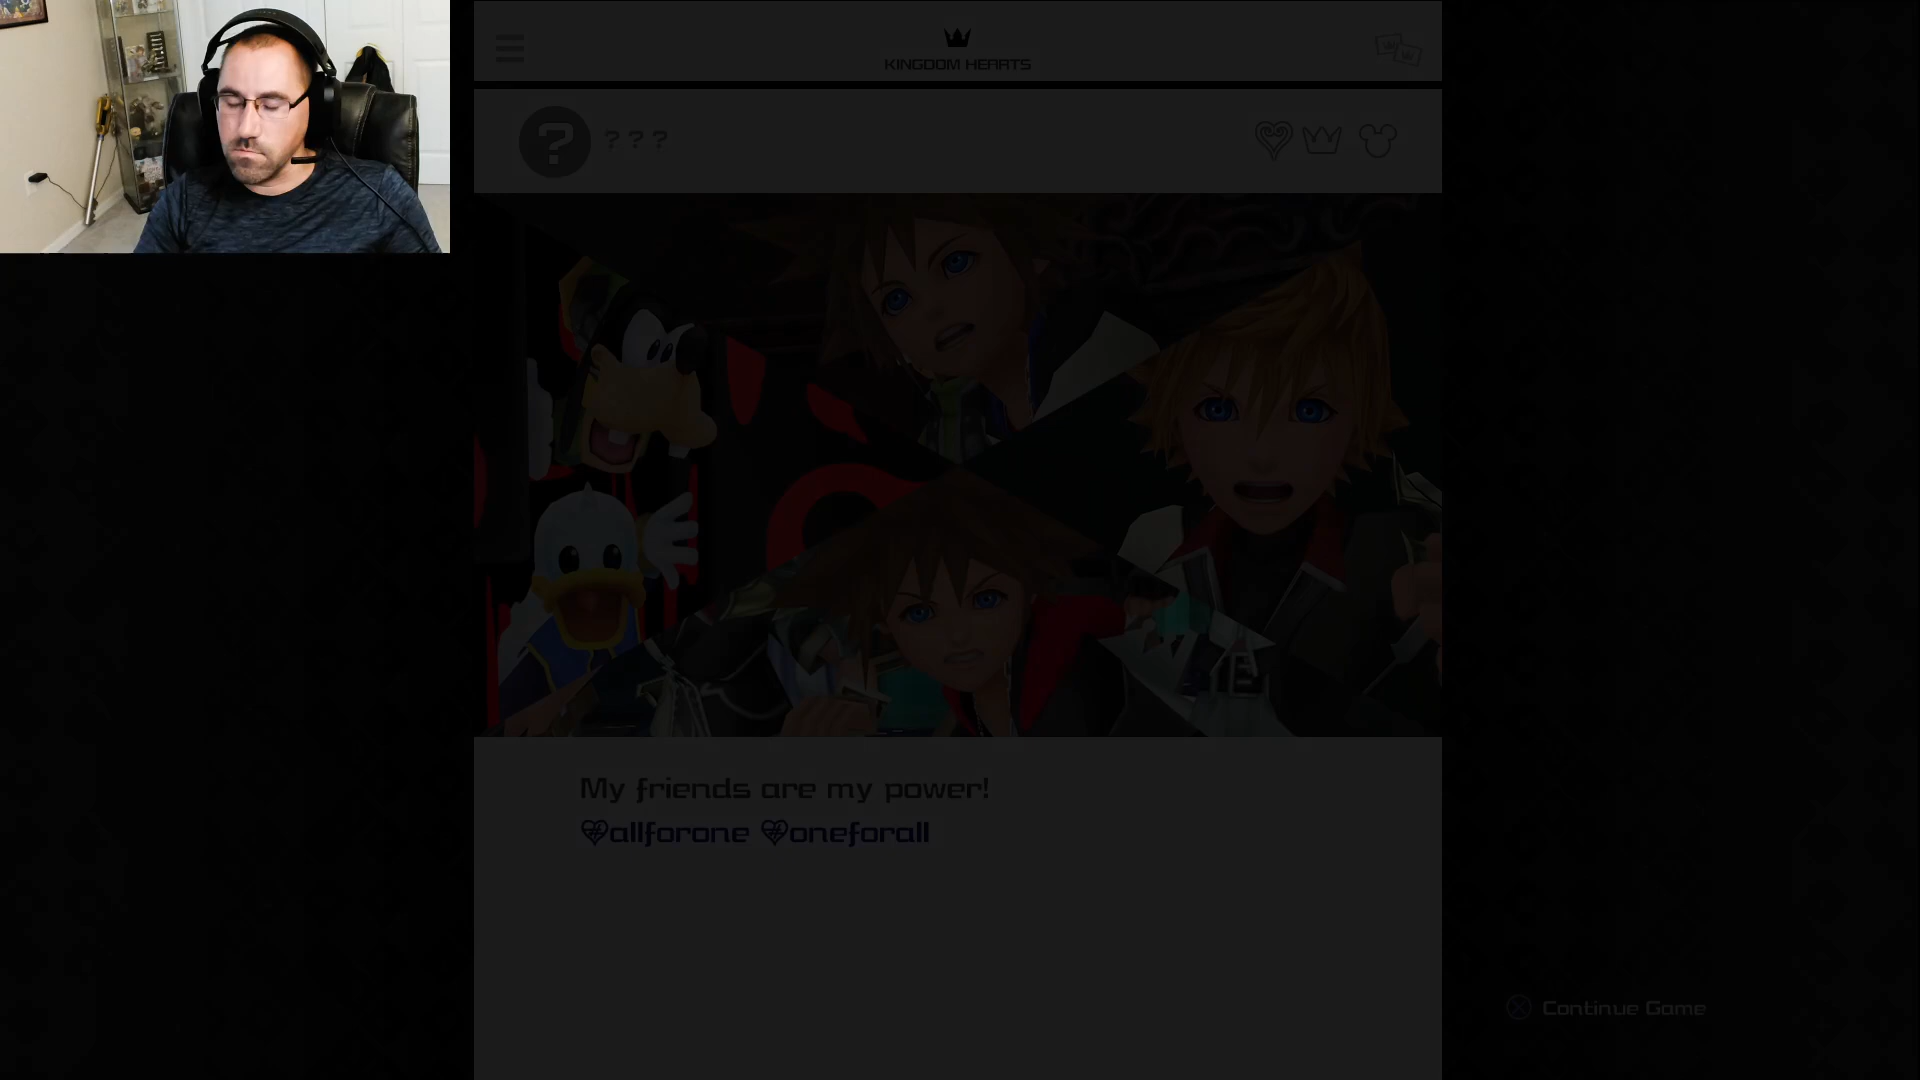 KINGDOM HEARTS
? ? ?
My friends are my power!
#allforone #oneforall
Continue Game